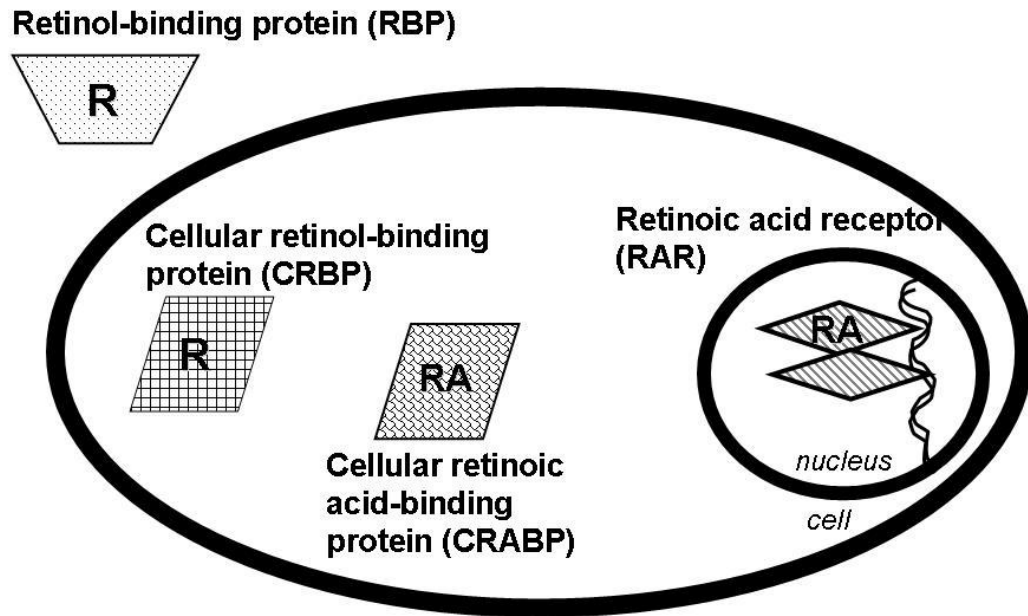 Retinol-binding protein (RBP)
R
Cellular retinol-binding
protein (CRBP)
R
RA
Cellular retinoic
acid-binding
protein (CRABP)
Retinoic acid receptor
(RAR)
RA
nucleus
cell